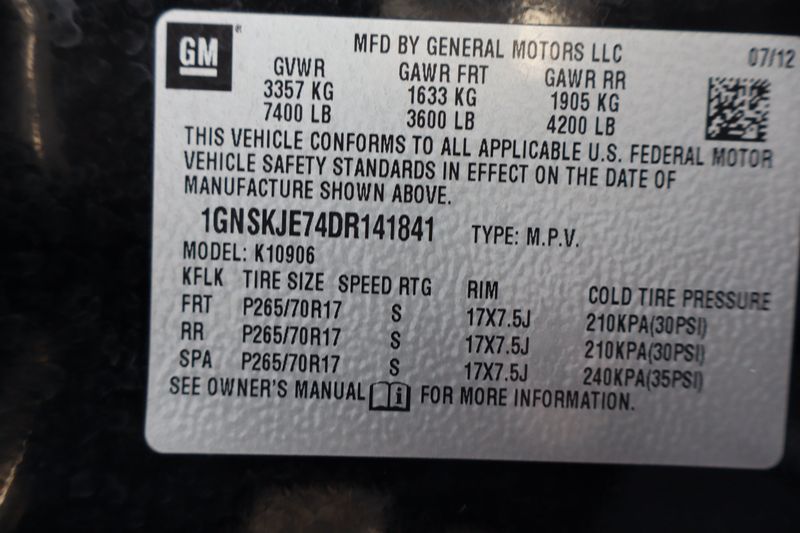 GM
MFD BY GENERAL MOTORS LLC 07/12
GVWR GAWR FRT GAWR RR
3357 KG 1633 KG 1905 KG
7400 LB 3600 LB 4200 LB
THIS VEHICLE CONFORMS TO ALL APPLICABLE U.S. FEDERAL MOTOR
VEHICLE SAFETY STANDARDS IN EFFECT ON THE DATE OF
MANUFACTURE SHOWN ABOVE.
1GNSKJE74DR141841 TYPE: M.P.V.
MODEL: K10906
KFLK TIRE SIZE SPEED RTG RIM COLD TIRE PRESSURE
FRT P265/70R17 S 17X7.5J 210KPA(30PSI)
RR P265/70R17 S 17X7.5J 210KPA(30PSI)
SPA P265/70R17 S 17X7.5J 240KPA(35PSI)
SEE OWNER'S MANUAL i FOR MORE INFORMATION.